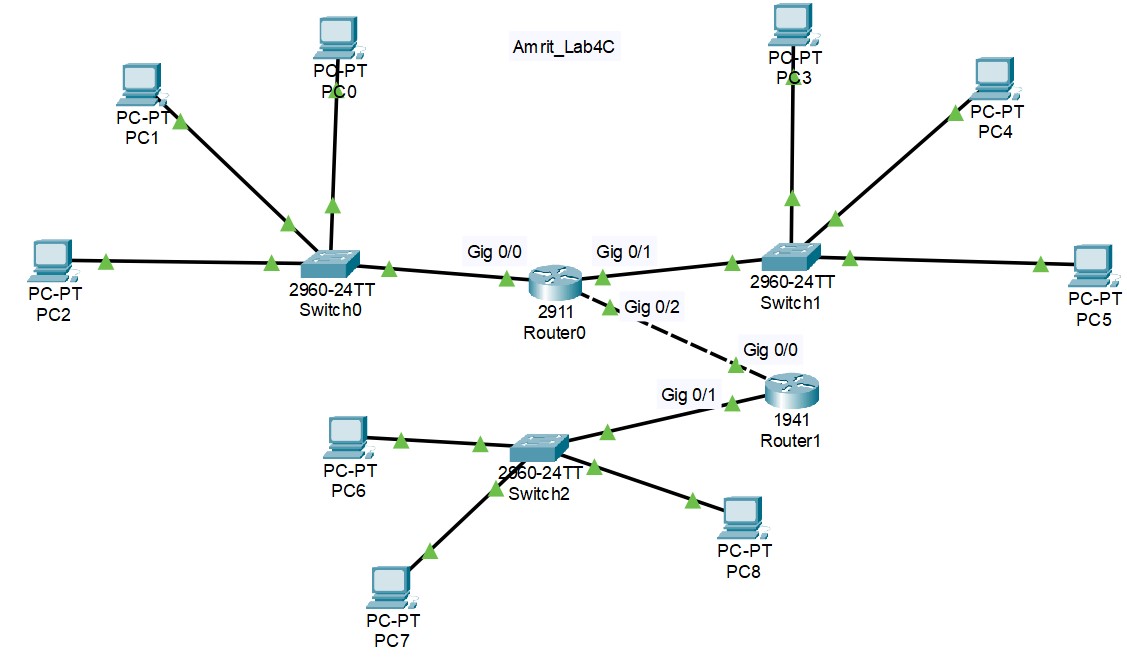 Amrit_Lab4C
PC-PT
PC0
PC-PT
PC3
PC-PT
PC1
PC-PT
PC4
Gig 0/0
Gig 0/1
PC-PT
PC2
2960-24TT
Switch0
2911
Router0
Gig 0/2
2960-24TT
Switch1
PC-PT
PC5
Gig 0/0
Gig 0/1
1941
Router1
PC-PT
PC6
2960-24TT
Switch2
PC-PT
PC8
PC-PT
PC7